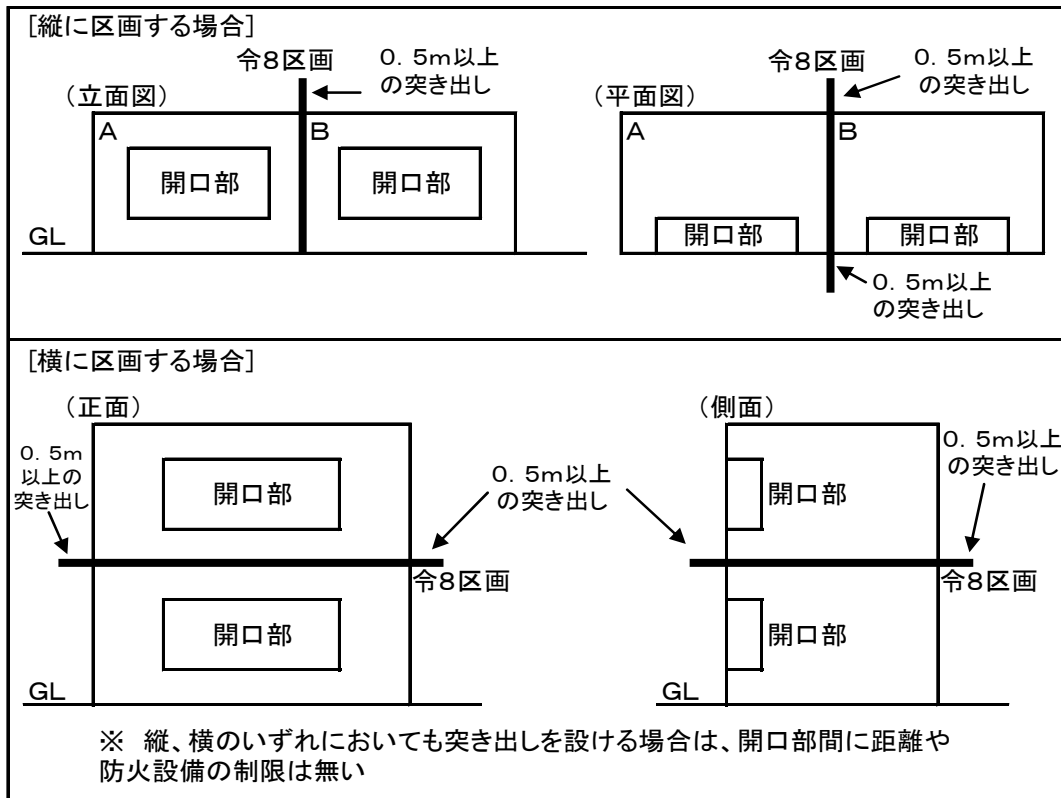 [縦に区画する場合]
令8区画
0.5m以上
の突き出し
(立面図)
A
B
開口部
開口部
GL
令8区画
0.5m以上
の突き出し
(平面図)
A
B
開口部
開口部
0.5m以上
の突き出し
[横に区画する場合]
(正面)
0.5m
以上の
突き出し
開口部
0.5m以上
の突き出し
令8区画
開口部
GL
(側面)
0.5m以上
の突き出し
開口部
令8区画
開口部
GL
※ 縦、横のいずれにおいても突き出しを設ける場合は、開口部間に距離や
防火設備の制限は無い